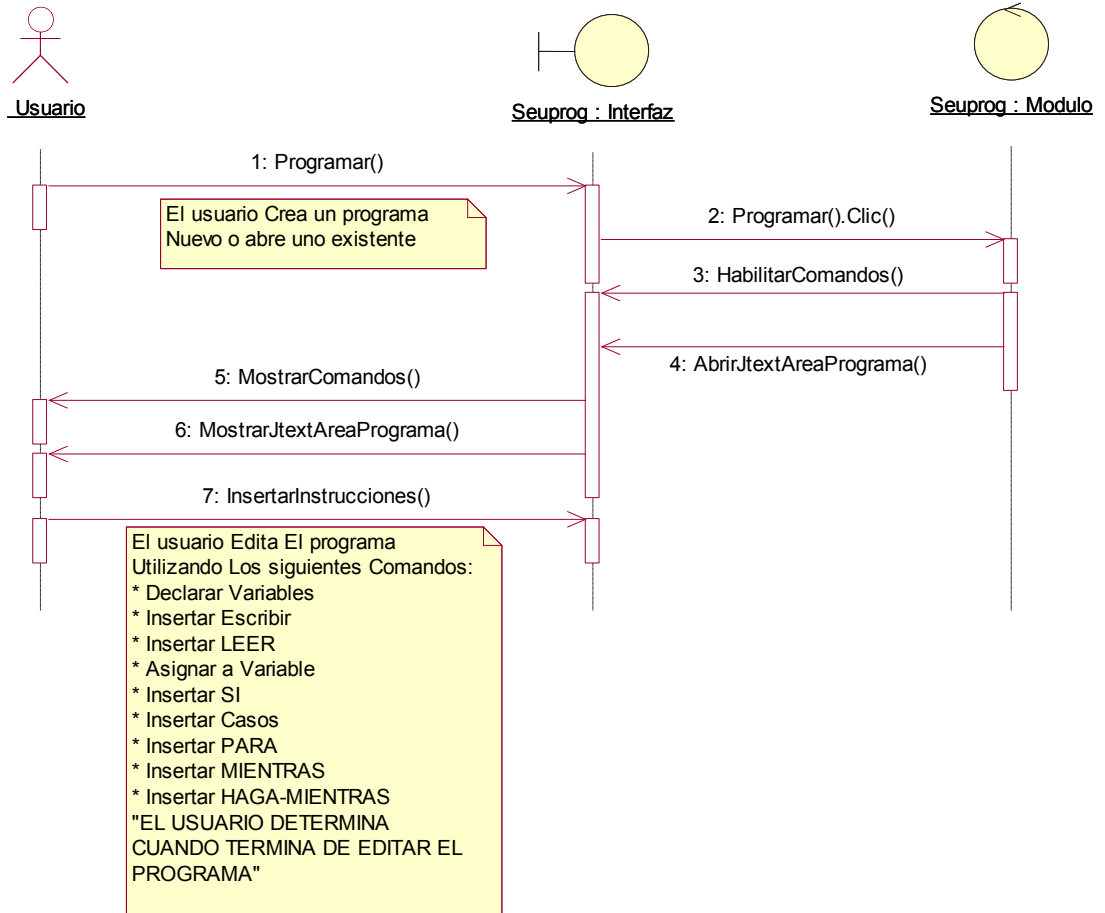 Usuario
Seuprog : Interfaz
Seuprog : Modulo
1: Programar()
El usuario Crea un programa
Nuevo o abre uno existente
2: Programar().Clic()
3: HabilitarComandos()
4: AbrirJtextAreaPrograma()
5: MostrarComandos()
6: MostrarJtextAreaPrograma()
7: InsertarInstrucciones()
El usuario Edita El programa
Utilizando Los siguientes Comandos:
* Declarar Variables
* Insertar Escribir
* Insertar LEER
* Asignar a Variable
* Insertar SI
* Insertar Casos
* Insertar PARA
* Insertar MIENTRAS
* Insertar HAGA-MIENTRAS
"EL USUARIO DETERMINA
CUANDO TERMINA DE EDITAR EL
PROGRAMA"